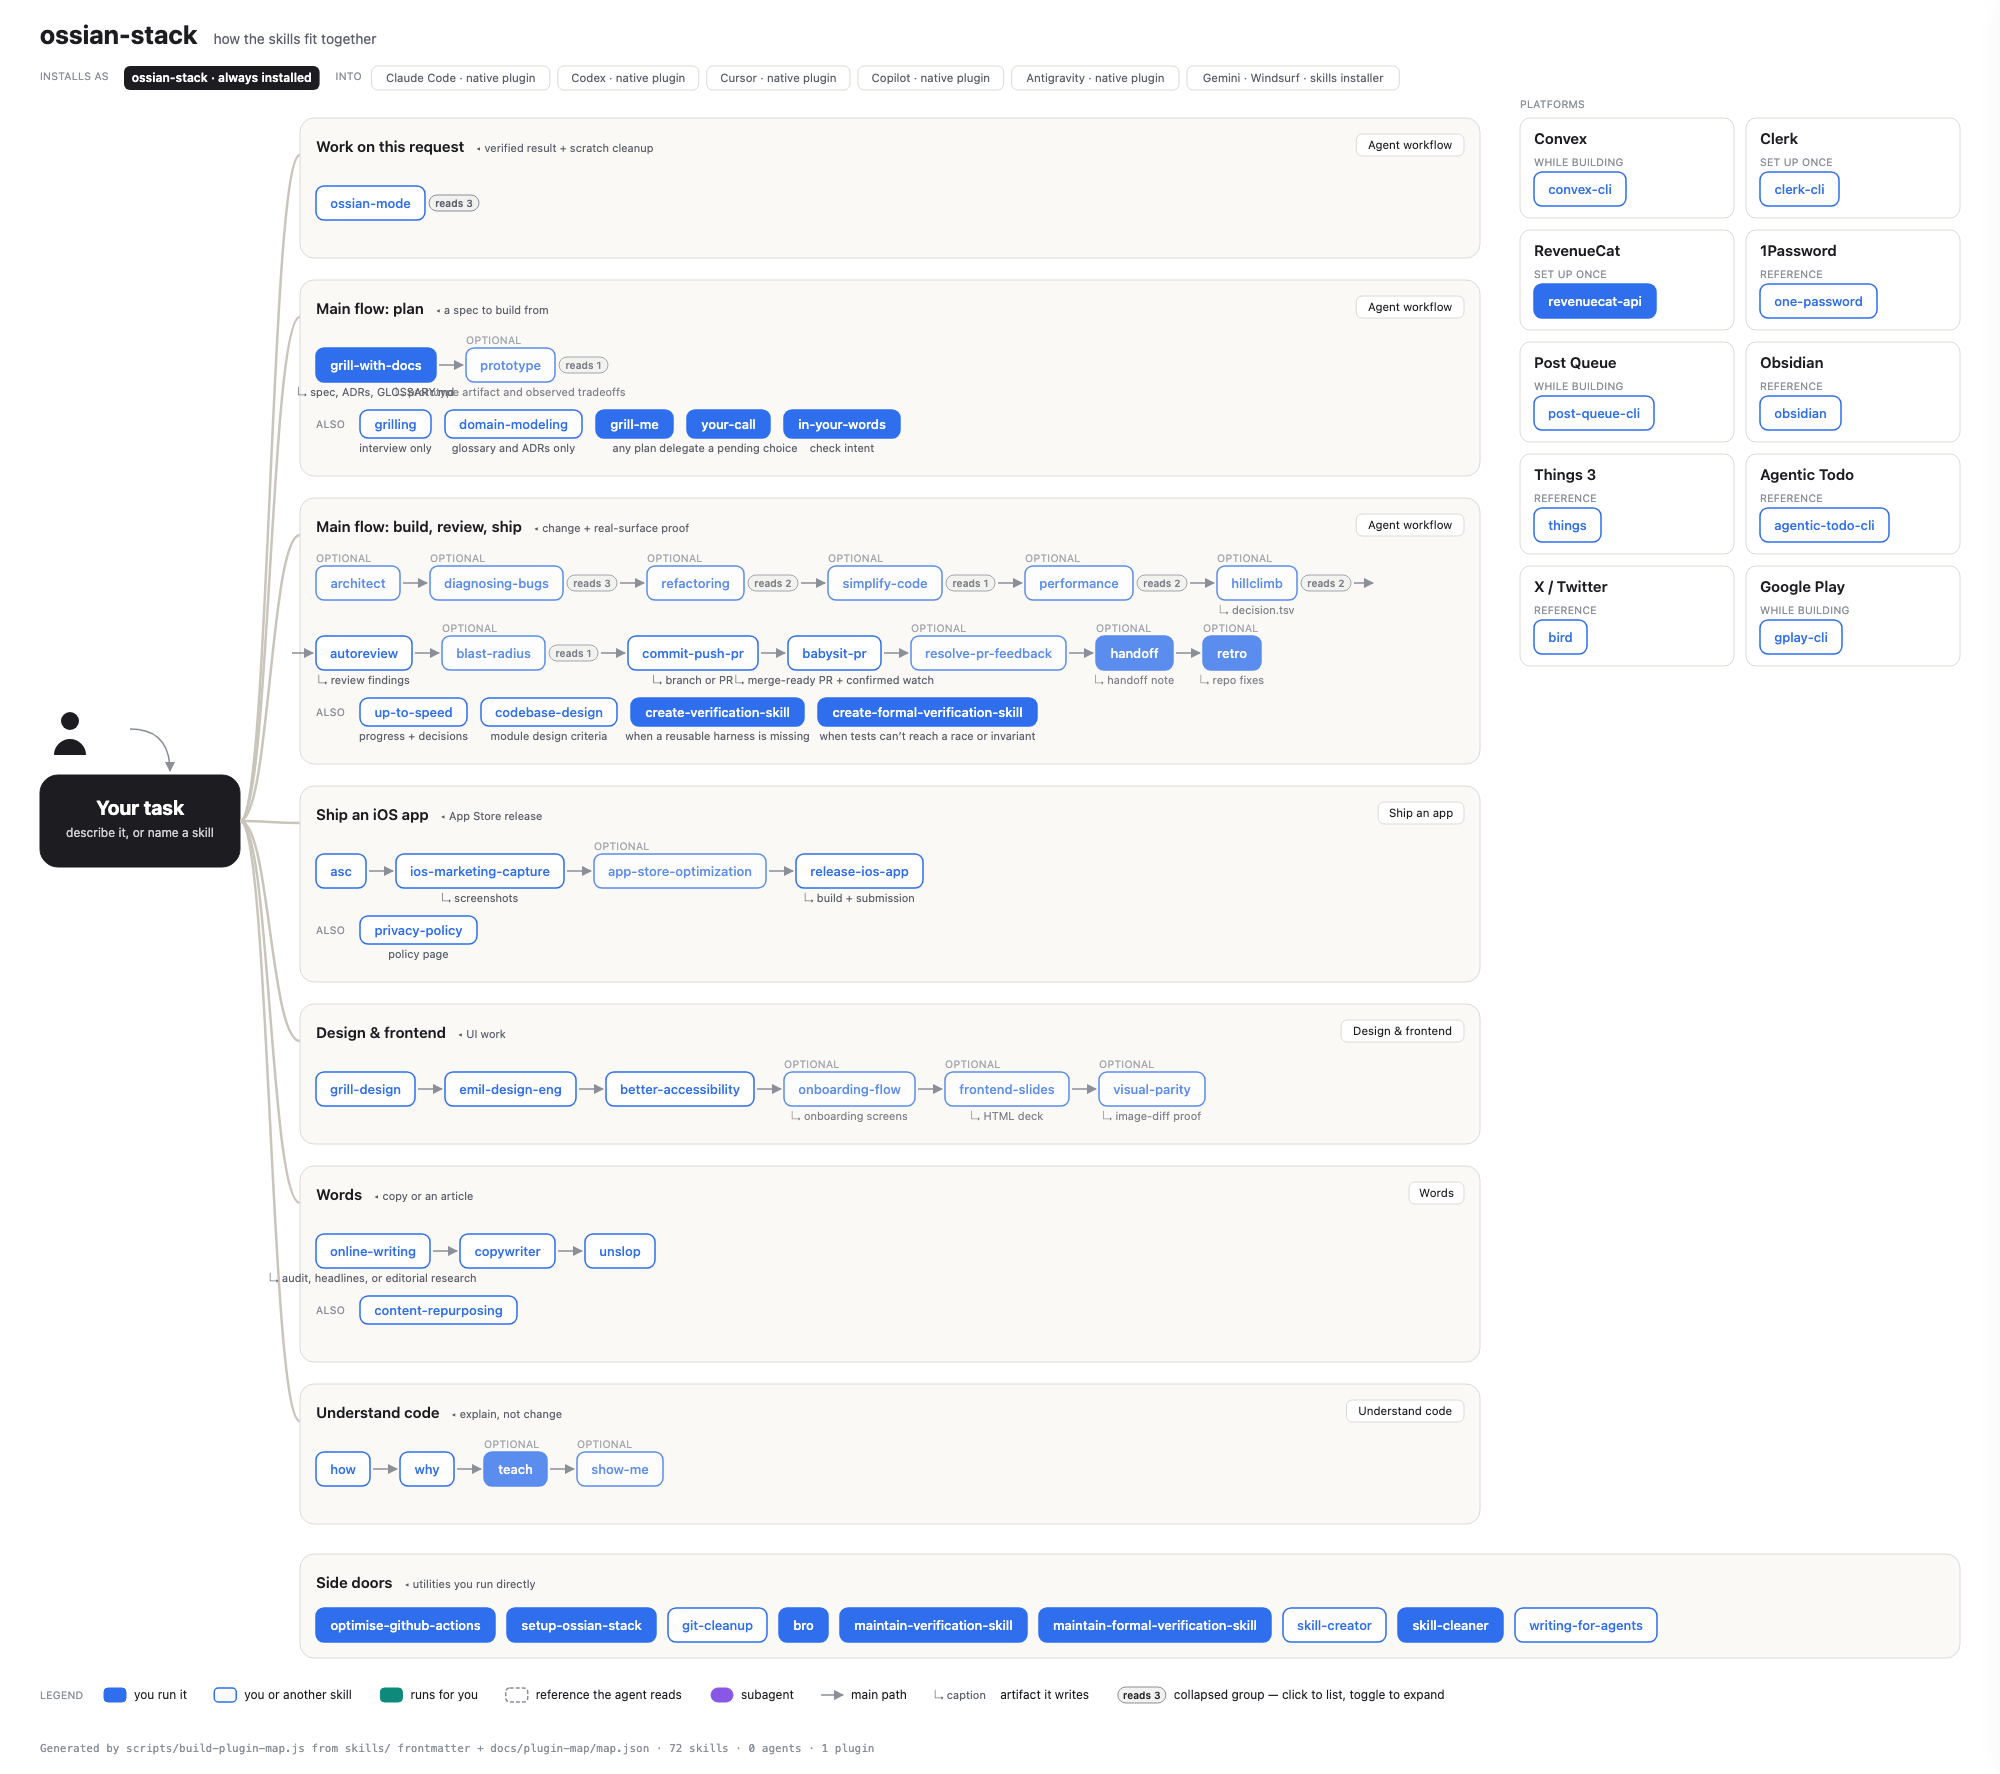 ossian-stack how the skills fit together
INSTALLS AS ossian-stack · always installed INTO Claude Code · native plugin Codex · native plugin Cursor · native plugin Copilot · native plugin Antigravity · native plugin Gemini · Windsurf · skills installer
Work on this request verified result + scratch cleanup Agent workflow
ossian-mode reads 3
Main flow: plan a spec to build from Agent workflow
OPTIONAL
grill-with-docs prototype reads 1
spec, ADRs, GLOSSARY.md prototype artifact and observed tradeoffs
ALSO grilling domain-modeling grill-me your-call in-your-words
interview only glossary and ADRs only any plan delegate a pending choice check intent
Main flow: build, review, ship change + real-surface proof Agent workflow
OPTIONAL OPTIONAL OPTIONAL OPTIONAL OPTIONAL OPTIONAL
architect diagnosing-bugs reads 3 refactoring reads 2 simplify-code reads 1 performance reads 2 hillclimb reads 2
decision.tsv
OPTIONAL OPTIONAL OPTIONAL OPTIONAL
autoreview blast-radius reads 1 commit-push-pr babysit-pr resolve-pr-feedback handoff retro
review findings branch or PR merge-ready PR + confirmed watch handoff note repo fixes
ALSO up-to-speed codebase-design create-verification-skill create-formal-verification-skill
progress + decisions module design criteria when a reusable harness is missing when tests can't reach a race or invariant
Your task
describe it, or name a skill
Ship an iOS app App Store release Ship an app
OPTIONAL
asc ios-marketing-capture app-store-optimization release-ios-app
screenshots build + submission
ALSO privacy-policy
policy page
Design & frontend UI work Design & frontend
OPTIONAL OPTIONAL OPTIONAL
grill-design emil-design-eng better-accessibility onboarding-flow frontend-slides visual-parity
onboarding screens HTML deck image-diff proof
Words copy or an article Words
online-writing copywriter unslop
audit, headlines, or editorial research
ALSO content-repurposing
Understand code explain, not change Understand code
OPTIONAL OPTIONAL
how why teach show-me
PLATFORMS
Convex
WHILE BUILDING
convex-cli
Clerk
SET UP ONCE
clerk-cli
RevenueCat
SET UP ONCE
revenuecat-api
1Password
REFERENCE
one-password
Post Queue
WHILE BUILDING
post-queue-cli
Obsidian
REFERENCE
obsidian
Things 3
REFERENCE
things
Agentic Todo
REFERENCE
agentic-todo-cli
X / Twitter
REFERENCE
bird
Google Play
WHILE BUILDING
gplay-cli
Side doors utilities you run directly
optimise-github-actions setup-ossian-stack git-cleanup bro maintain-verification-skill maintain-formal-verification-skill skill-creator skill-cleaner writing-for-agents
LEGEND you run it you or another skill runs for you reference the agent reads subagent main path caption artifact it writes reads 3 collapsed group — click to list, toggle to expand
Generated by scripts/build-plugin-map.js from skills/ frontmatter + docs/plugin-map/map.json · 72 skills · 0 agents · 1 plugin